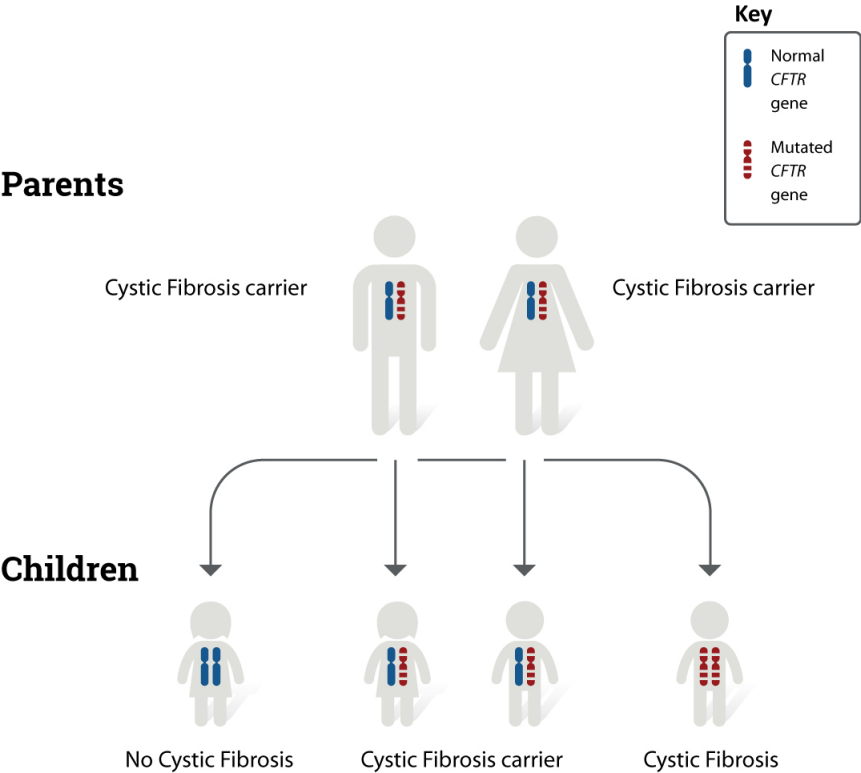 Key
Normal
CFTR
gene
Mutated
CFTR
gene
Parents
Cystic Fibrosis carrier
Cystic Fibrosis carrier
Children
No Cystic Fibrosis
Cystic Fibrosis carrier
Cystic Fibrosis